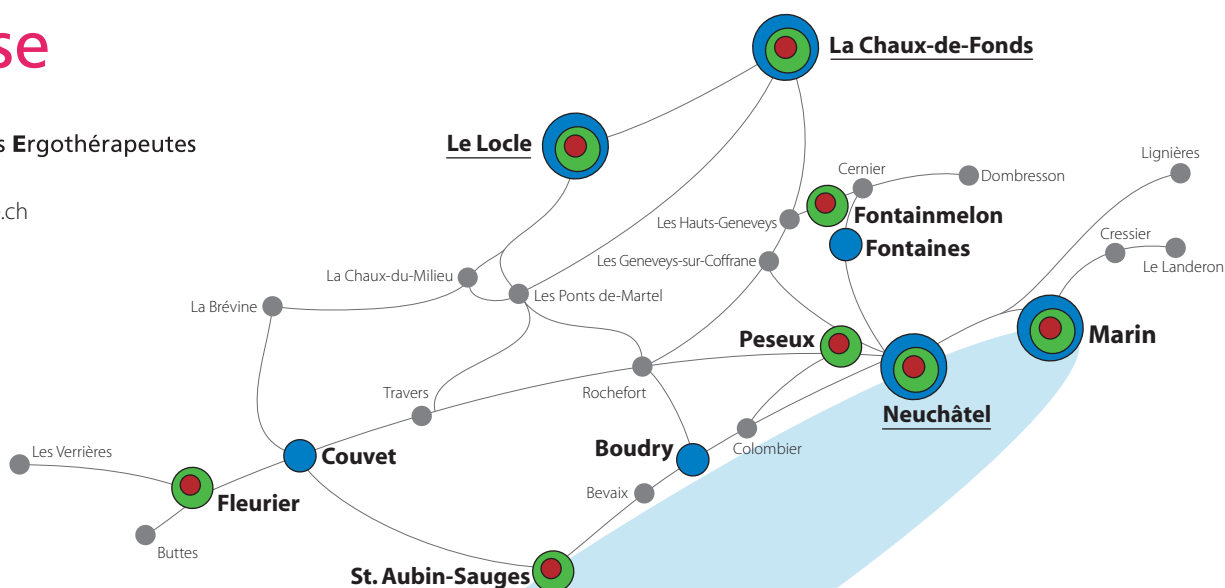 se
s Ergothérapeutes
.ch
La Chaux-de-Fonds
Le Locle
Lignières
Cernier
Dombresson
Fontainmelon
Les Hauts-Geneveys
Cressier
Fontaines
Les Geneveys-sur-Coffrane
Le Landeron
La Chaux-du-Milieu
Les Ponts de-Martel
La Brévine
Marin
Peseux
Travers
Rochefort
Neuchâtel
Les Verrières
Couvet
Boudry
Colombier
Bevaix
Fleurier
Buttes
St. Aubin-Sauges